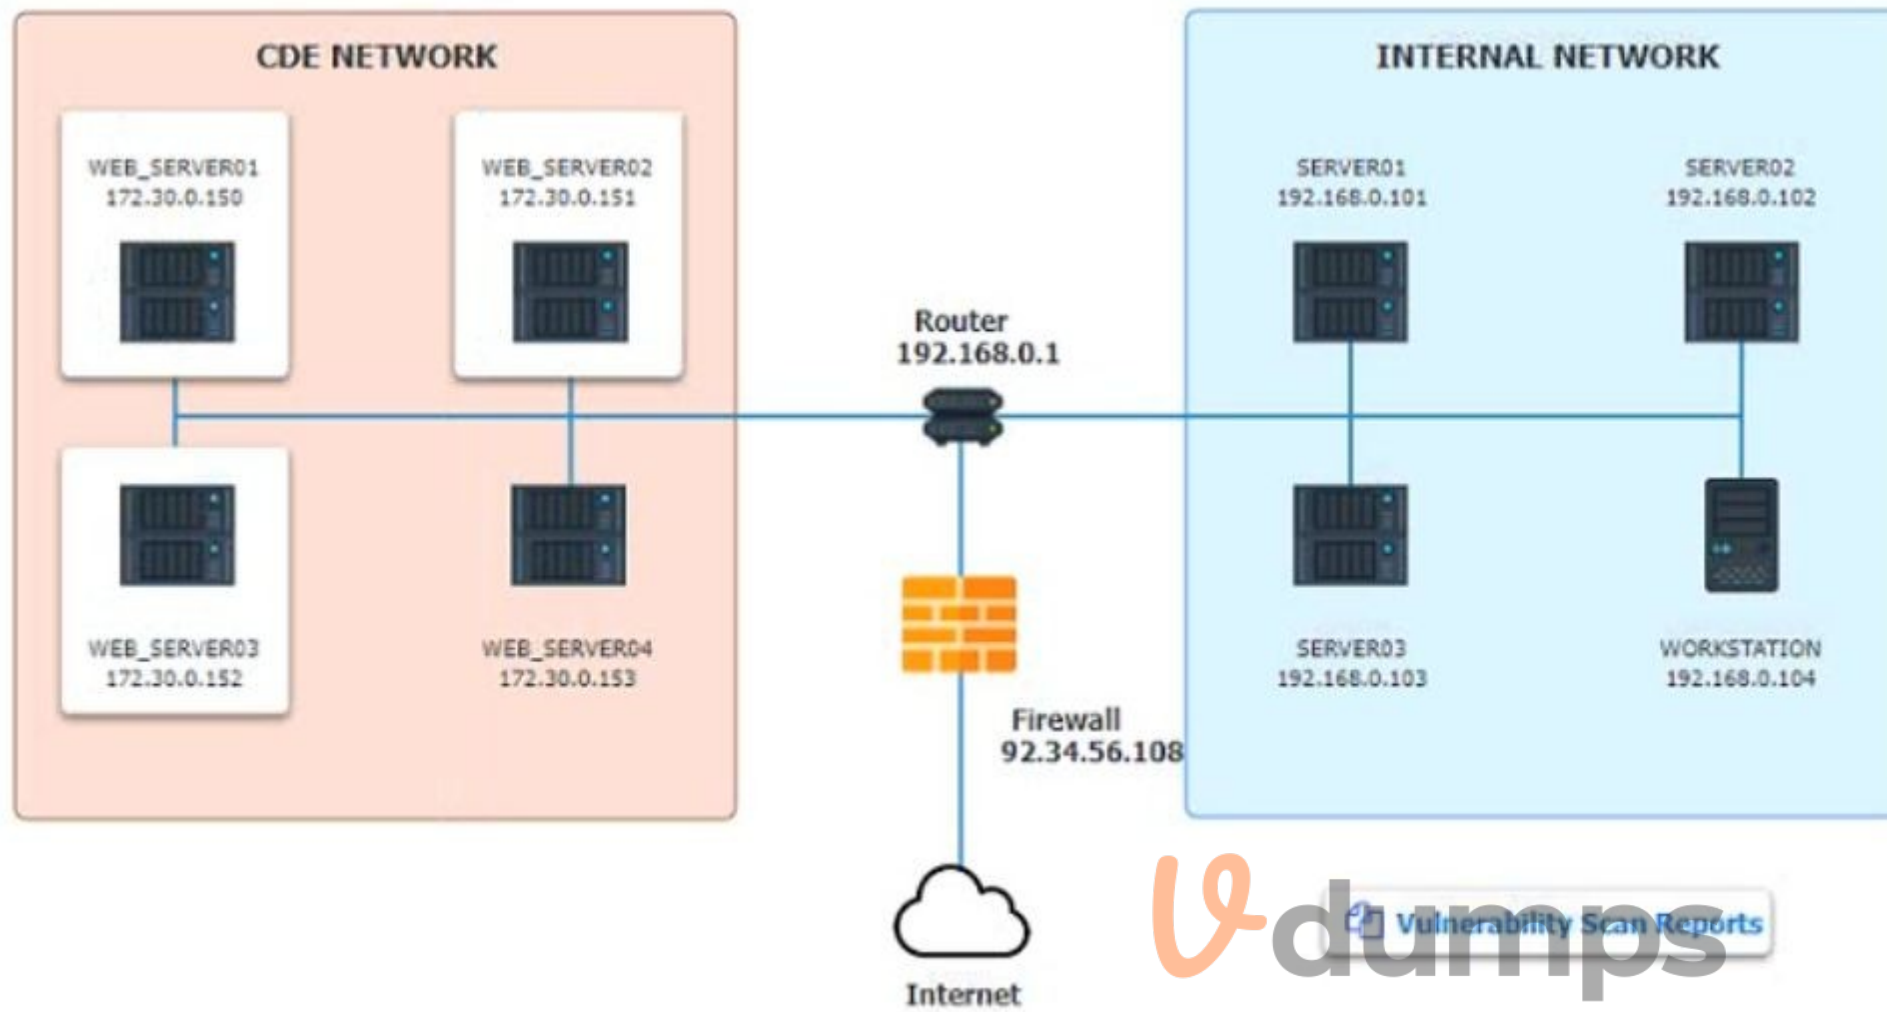 CDE NETWORK
INTERNAL NETWORK
WEB_SERVER01
172.30.0.150
WEB_SERVER02
172.30.0.151
SERVER01
192.168.0.101
SERVER02
192.168.0.102
Router
192.168.0.1
WEB_SERVER03
172.30.0.152
WEB_SERVER04
172.30.0.153
SERVER03
192.168.0.103
WORKSTATION
192.168.0.104
Firewall
92.34.56.108
Vulnerability Scan Reports
Vdumps
Internet